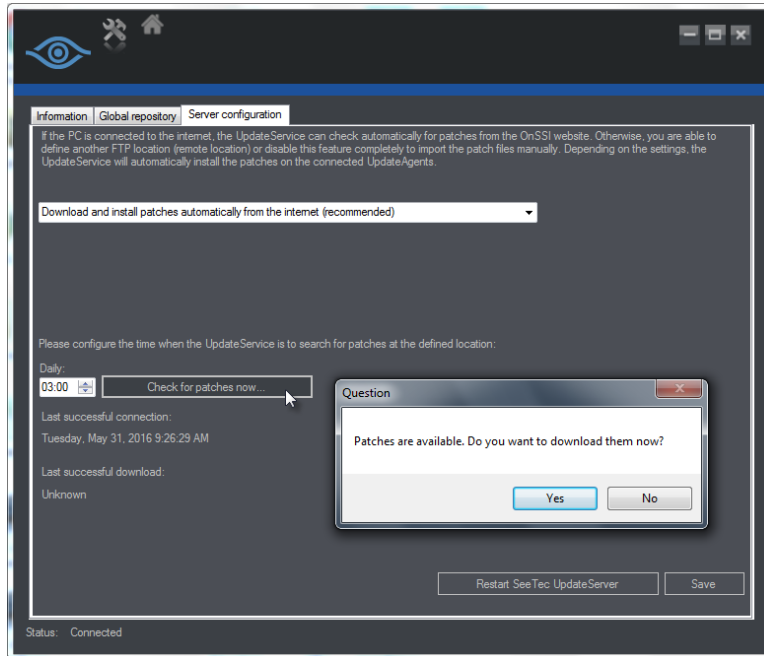 Information
Global repository
Server configuration
If the PC is connected to the internet, the UpdateService can check automatically for patches from the OnSSI website. Otherwise, you are able to
define another FTP location (remote location) or disable this feature completely to import the patch files manually. Depending on the settings, the
UpdateService will automatically install the patches on the connected UpdateAgents.
Download and install patches automatically from the internet (recommended)
Please configure the time when the UpdateService is to search for patches at the defined location:
Daily:
03:00
Check for patches now...
Last successful connection:
Tuesday, May 31, 2016 9:26:29 AM
Last successful download:
Unknown
Question
Patches are available. Do you want to download them now?
Yes
No
Restart SeeTec UpdateServer
Save
Status: Connected